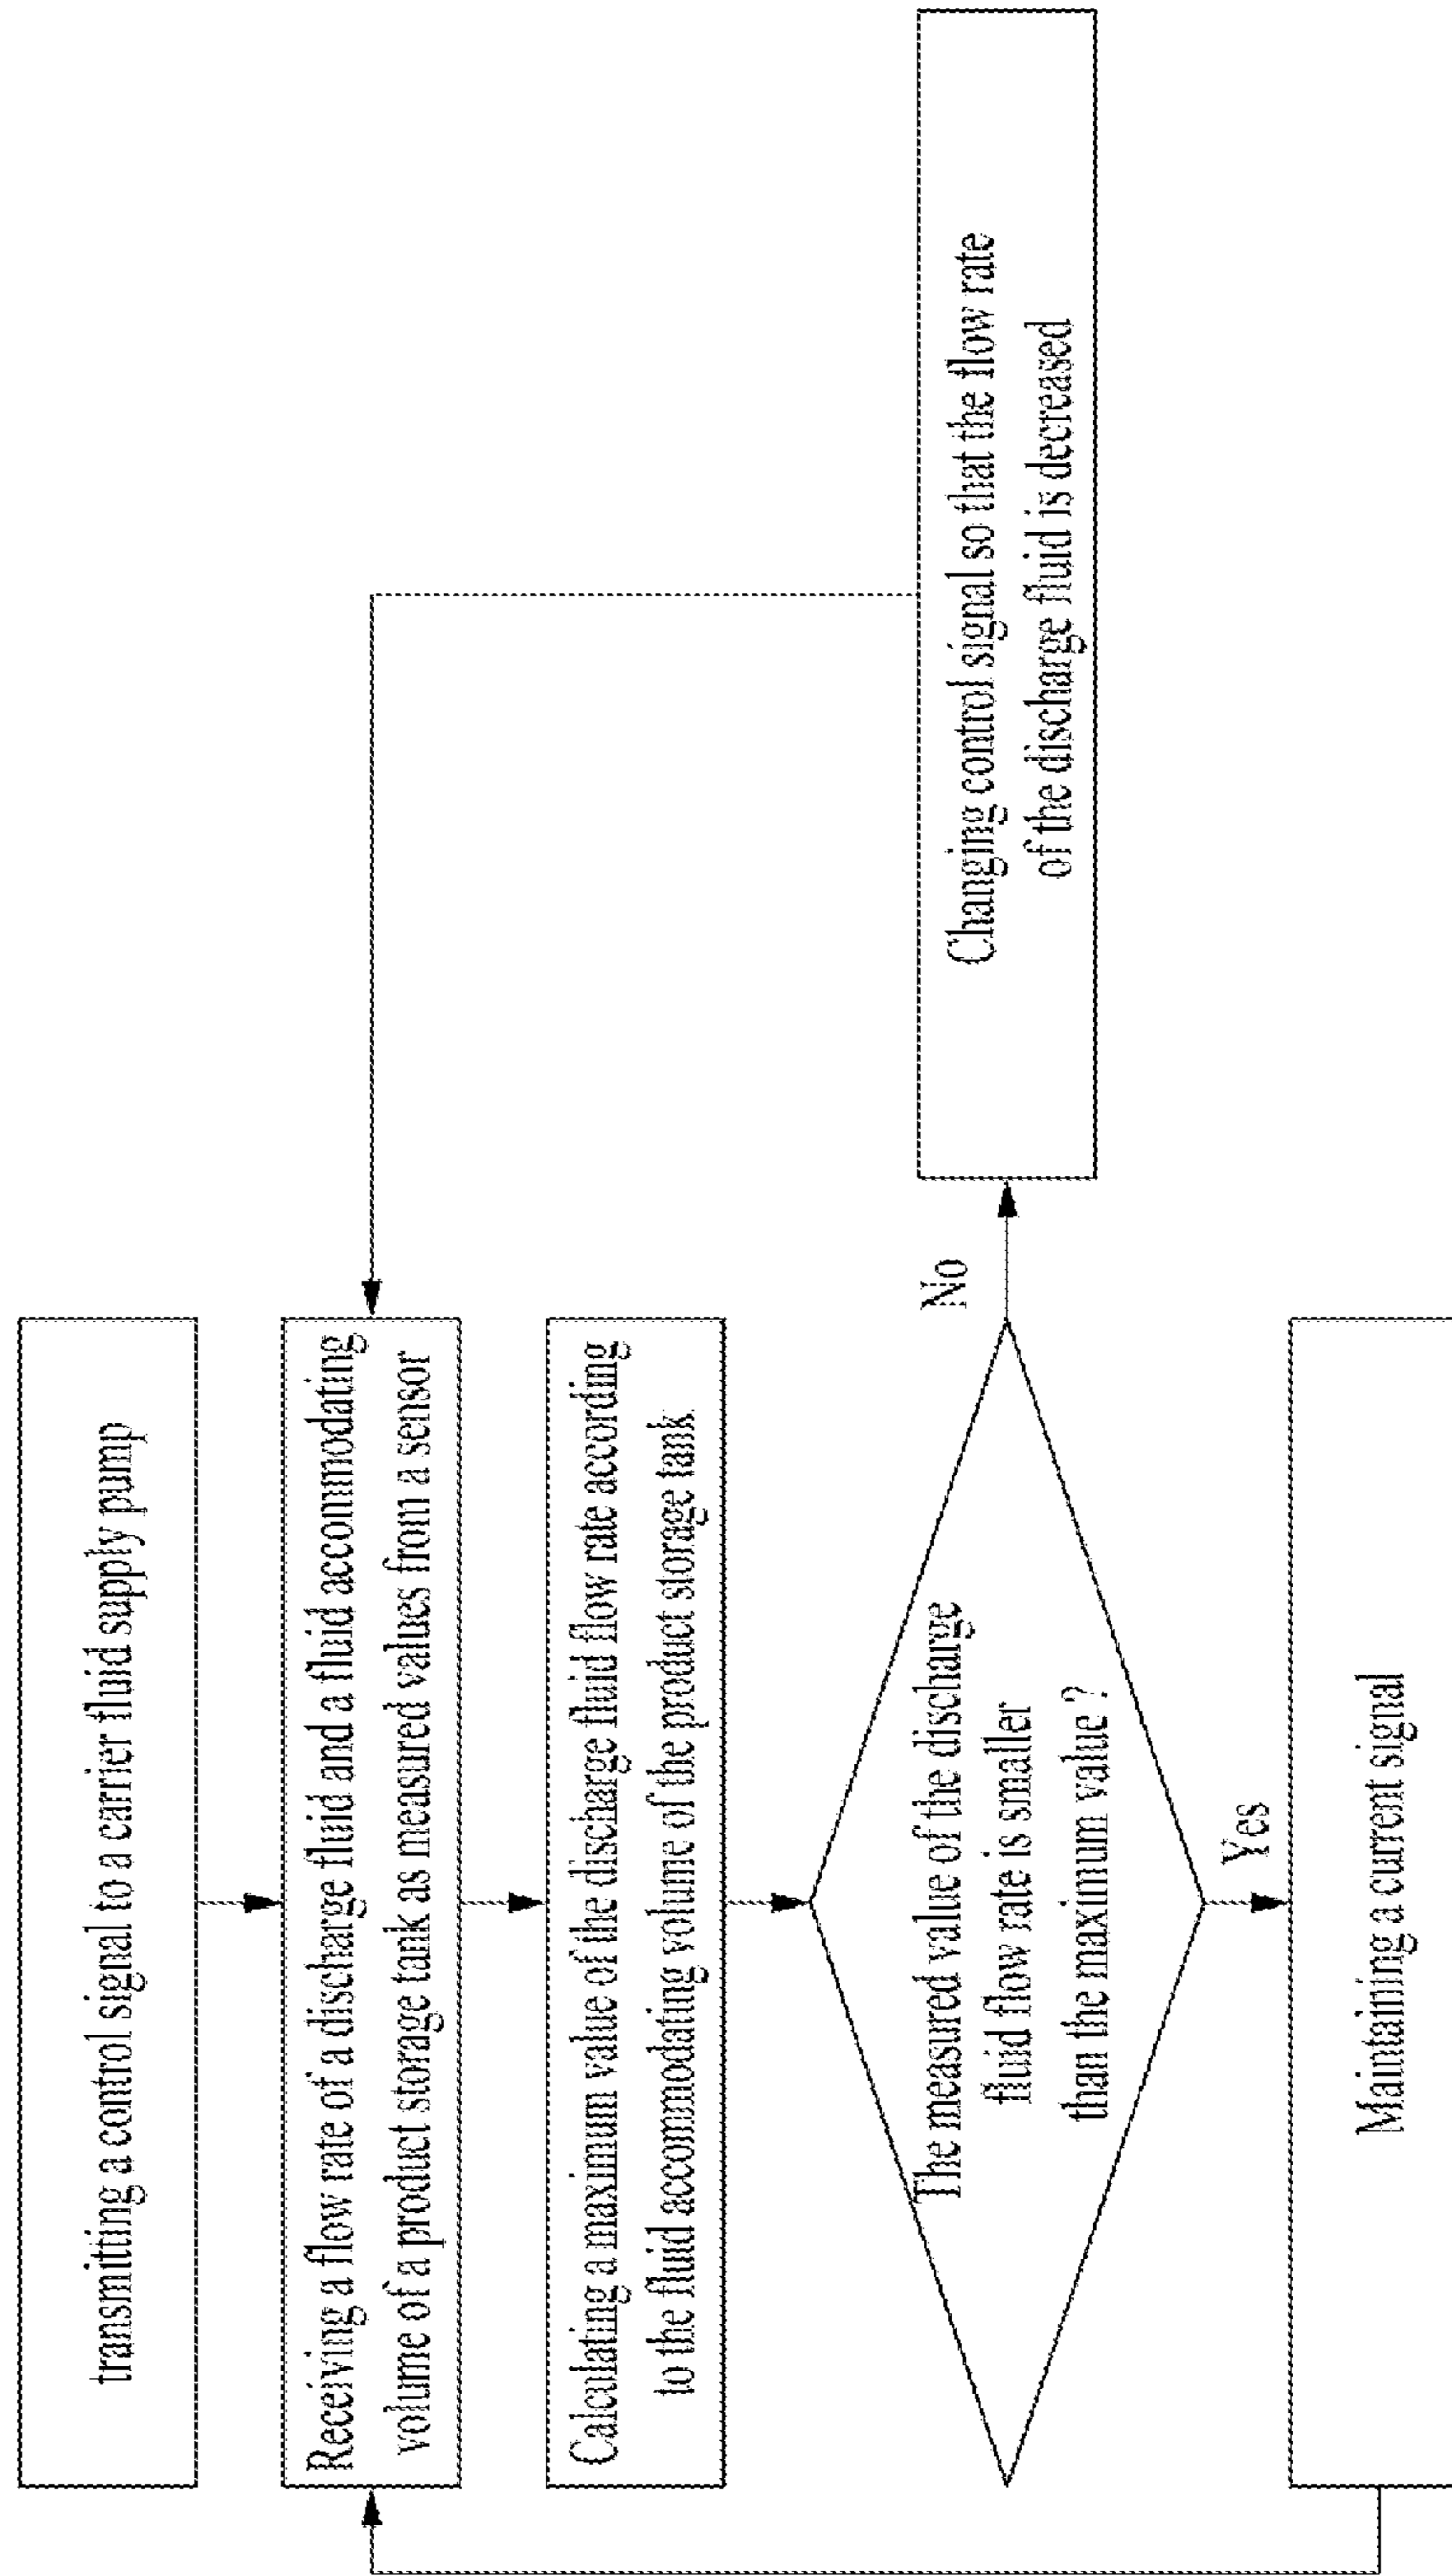 transmitting a control signal to a carrier fluid supply pump
Receiving a flow rate of a discharge fluid and a fluid accommodating
volume of a product storage tank as measured values from a sensor
Calculating a maximum value of the discharge fluid flow rate according
to the fluid accommodating volume of the product storage tank
The measured value of the discharge
fluid flow rate is smaller
than the maximum value ?
No
Changing control signal so that the flow rate
of the discharge fluid is decreased
Yes
Maintaining a current signal